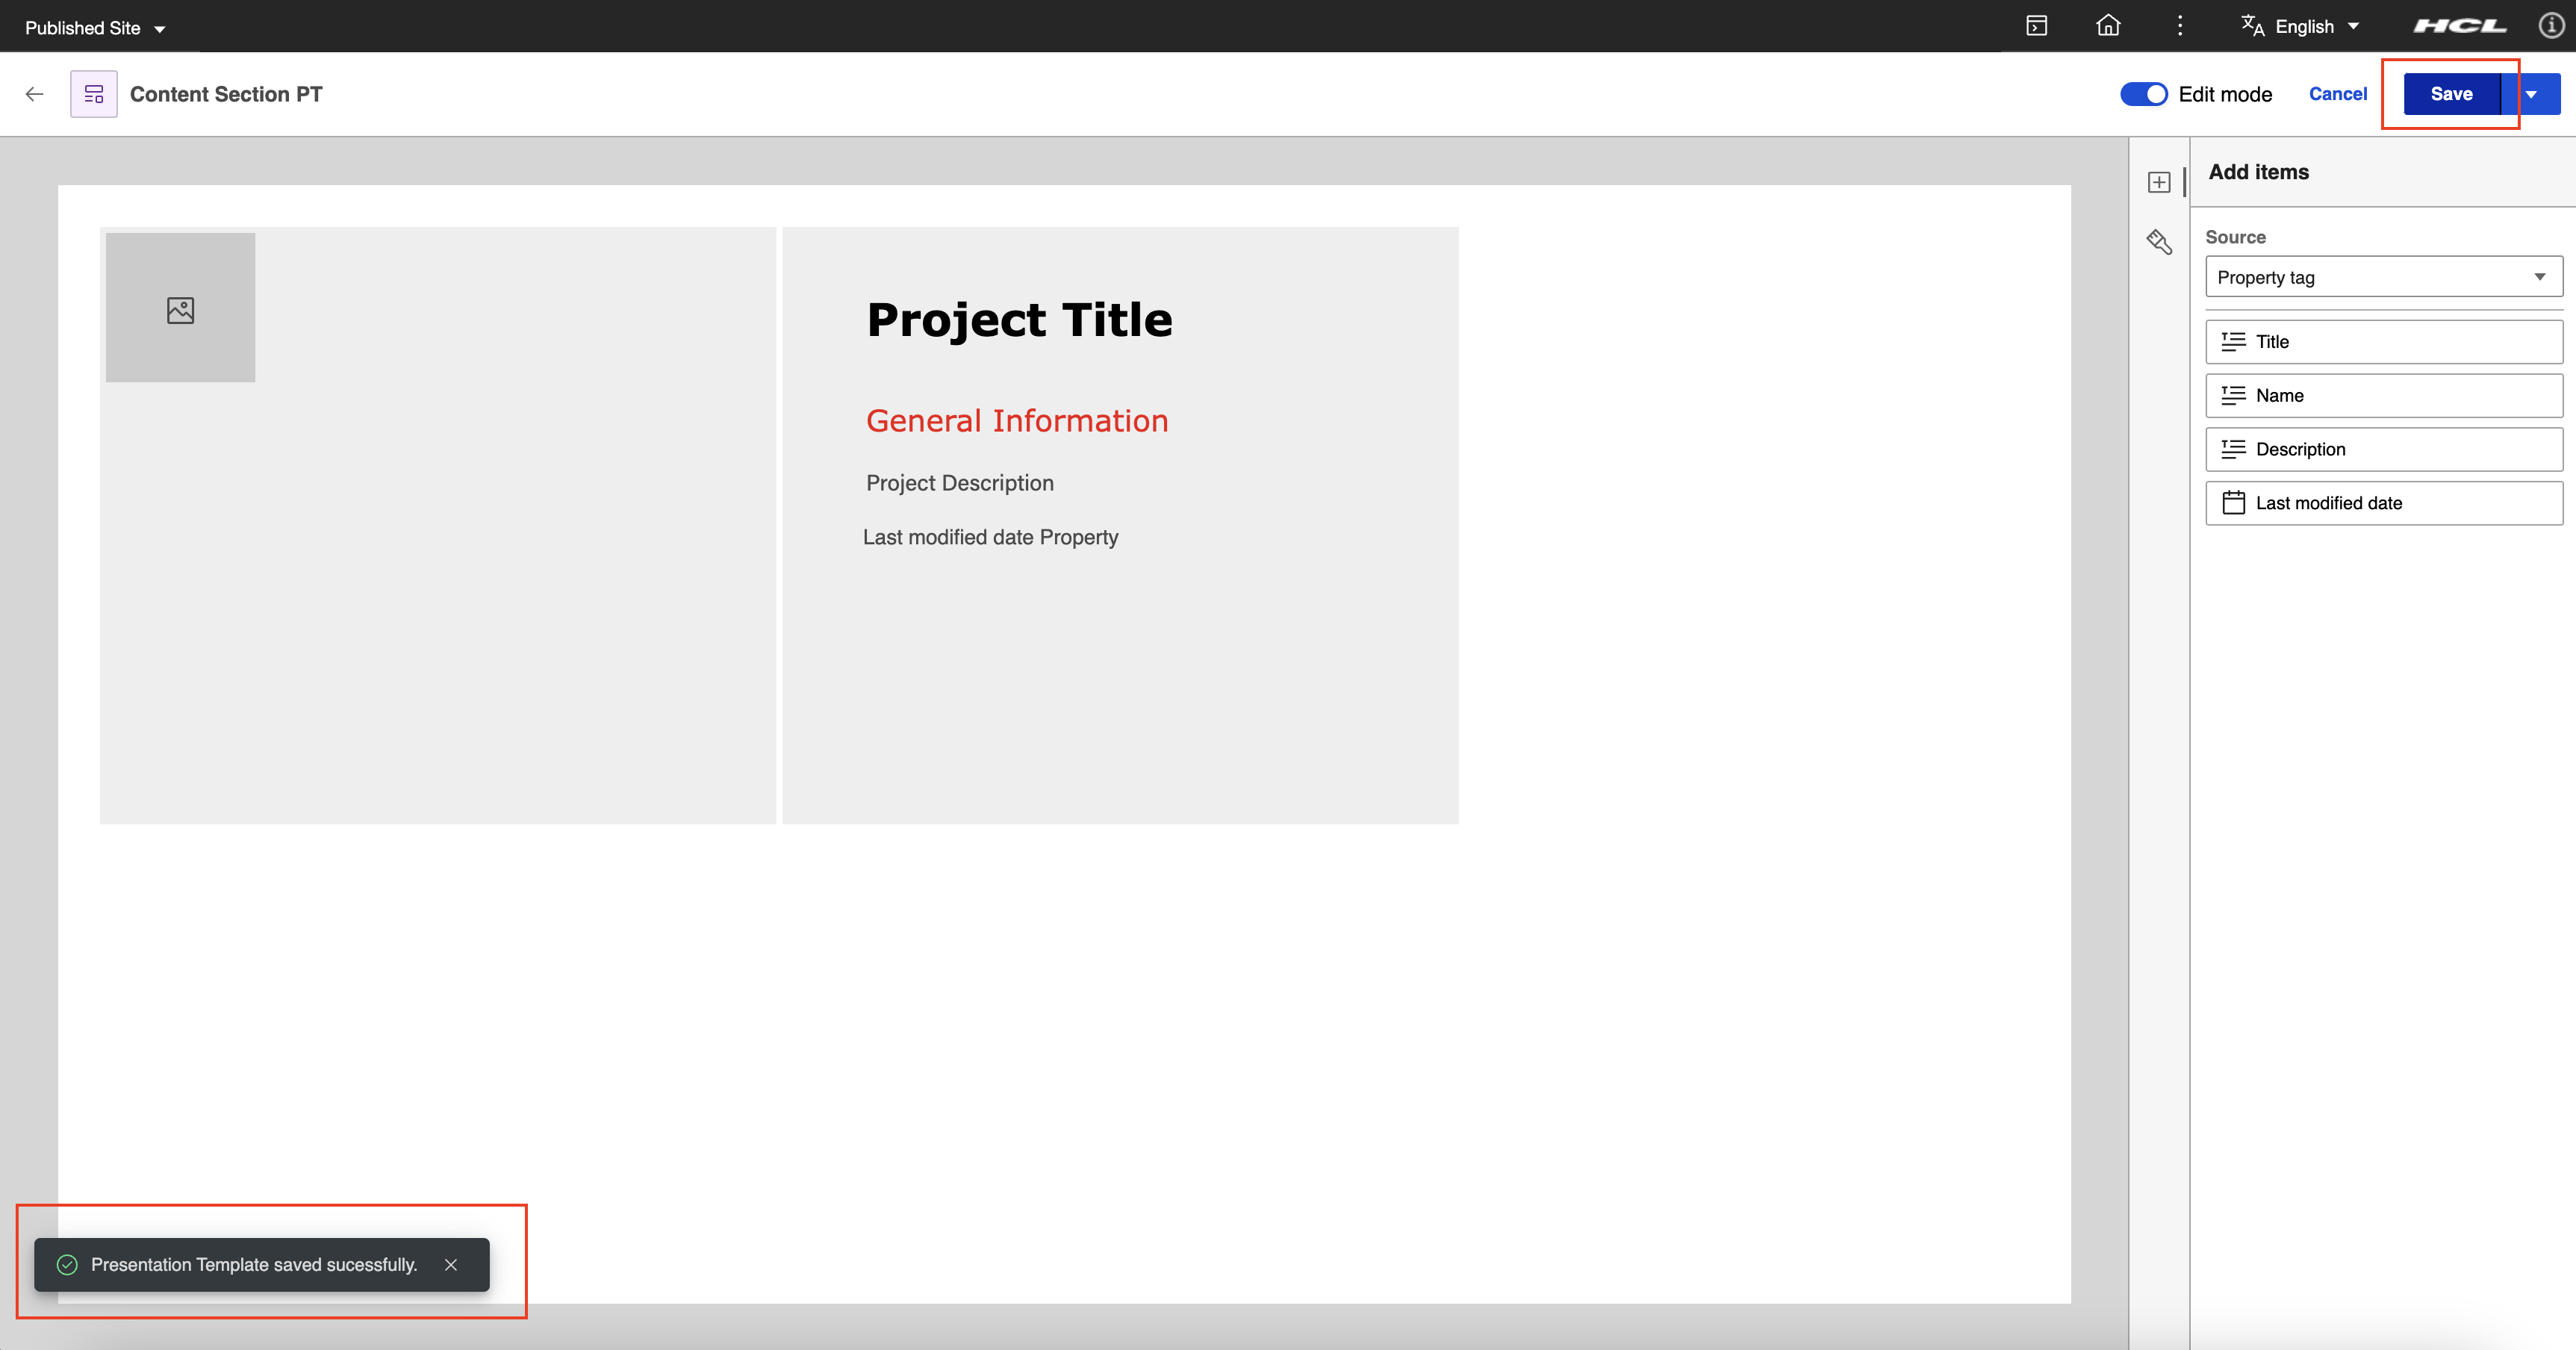 Published Site
English
HCL
Content Section PT
Edit mode
Cancel
Save
Add items
Source
Property tag
Title
Name
Description
Last modified date
Project Title
General Information
Project Description
Last modified date Property
Presentation Template saved sucessfully.